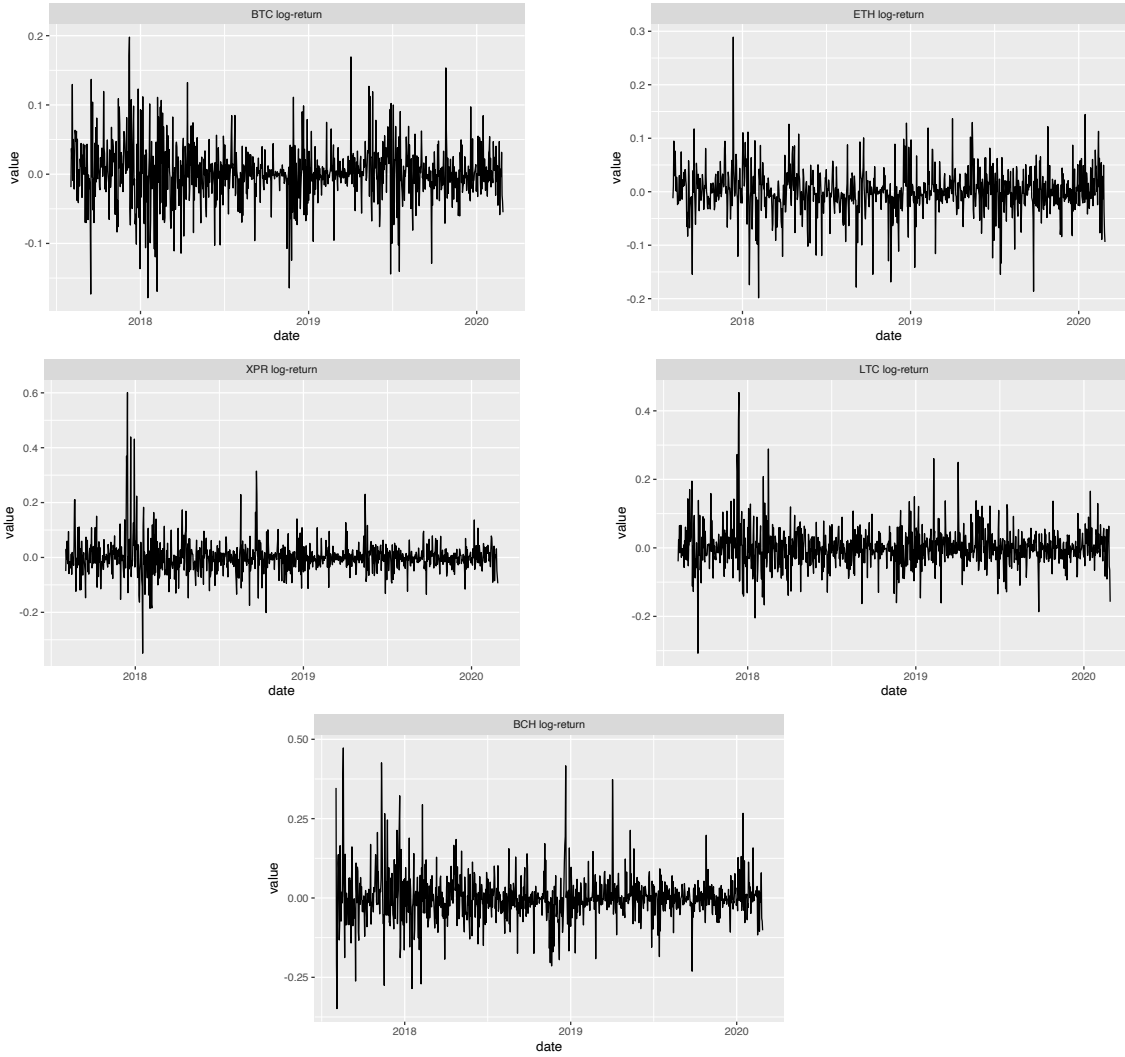 BTC log-return
0.2
0.1
0.0
-0.1
value
2018
2019
2020
date
ETH log-return
0.3
0.2
0.1
0.0
-0.1
-0.2
value
2018
2019
2020
date
XPR log-return
0.6
0.4
0.2
0.0
-0.2
value
2018
2019
2020
date
LTC log-return
0.4
0.2
0.0
-0.2
value
2018
2019
2020
date
BCH log-return
0.50
0.25
0.00
-0.25
value
2018
2019
2020
date